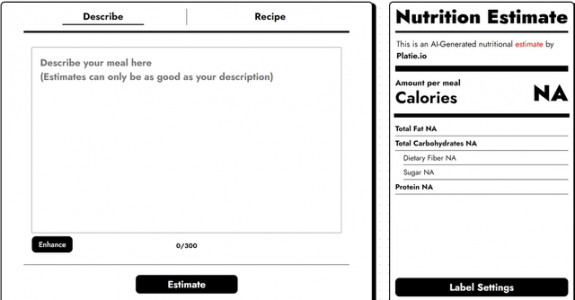 Describe
Recipe
Describe your meal here
(Estimates can only be as good as your description)
Enhance
0/300
Estimate
Nutrition Estimate
This is an AI-Generated nutritional estimate by
Platie.io
Amount per meal
Calories
NA
Total Fat NA
Total Carbohydrates NA
Dietary Fiber NA
Sugar NA
Protein NA
Label Settings